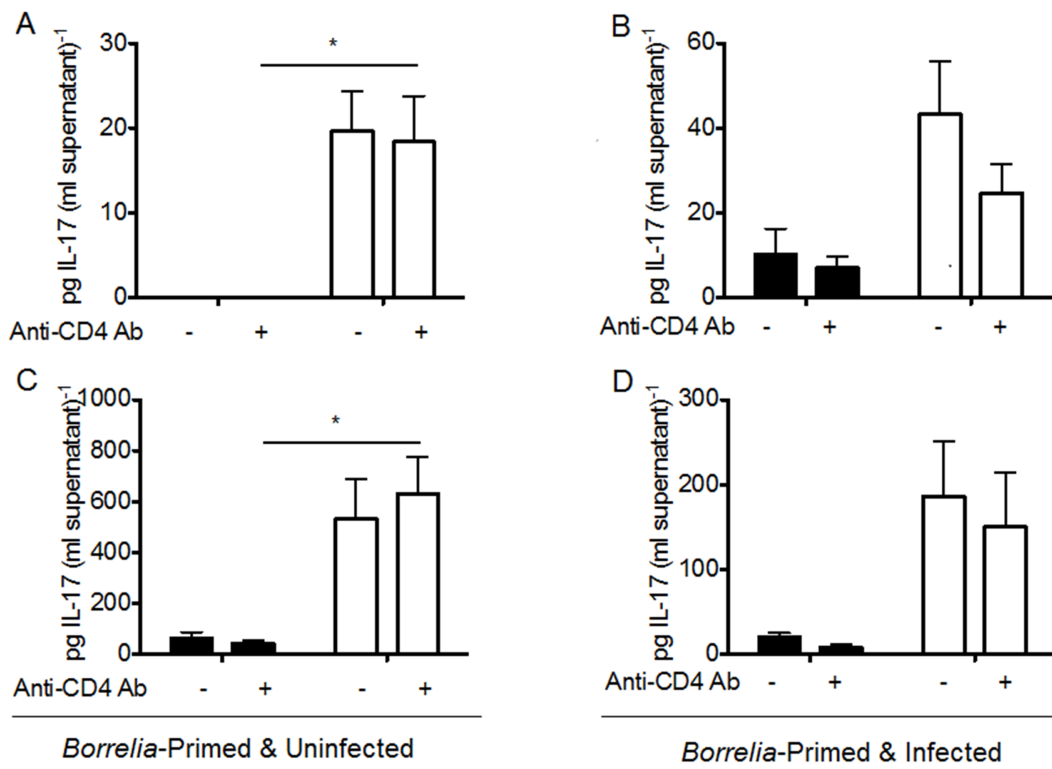 A
pg IL-17 (ml supernatant)-1
30
20
10
0
*
Anti-CD4 Ab - + - +
B
pg IL-17 (ml supernatant)-1
60
40
20
0
Anti-CD4 Ab - + - +
C
pg IL-17 (ml supernatant)-1
1000
800
600
400
200
0
*
Anti-CD4 Ab - + - +
Borrelia-Primed & Uninfected
D
pg IL-17 (ml supernatant)-1
300
200
100
0
Anti-CD4 Ab - + - +
Borrelia-Primed & Infected